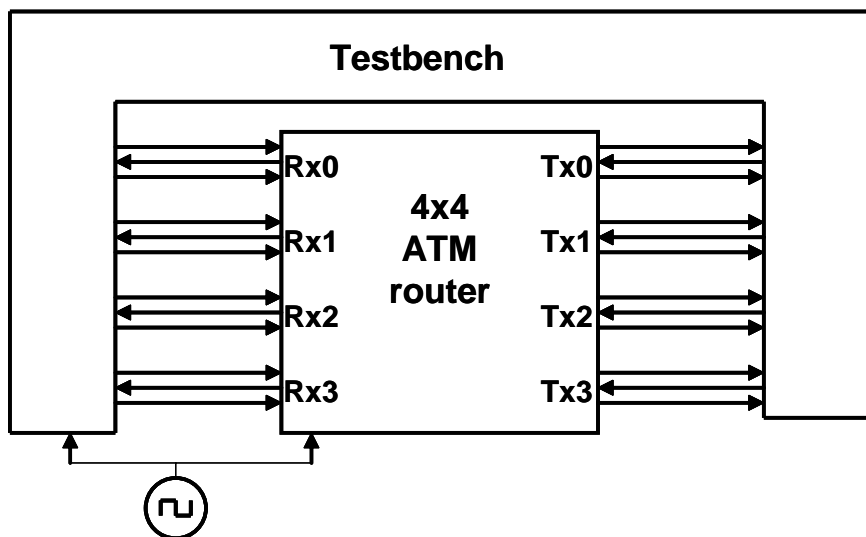 Testbench
Rx0
Rx1
Rx2
Rx3
4x4
ATM
router
Tx0
Tx1
Tx2
Tx3